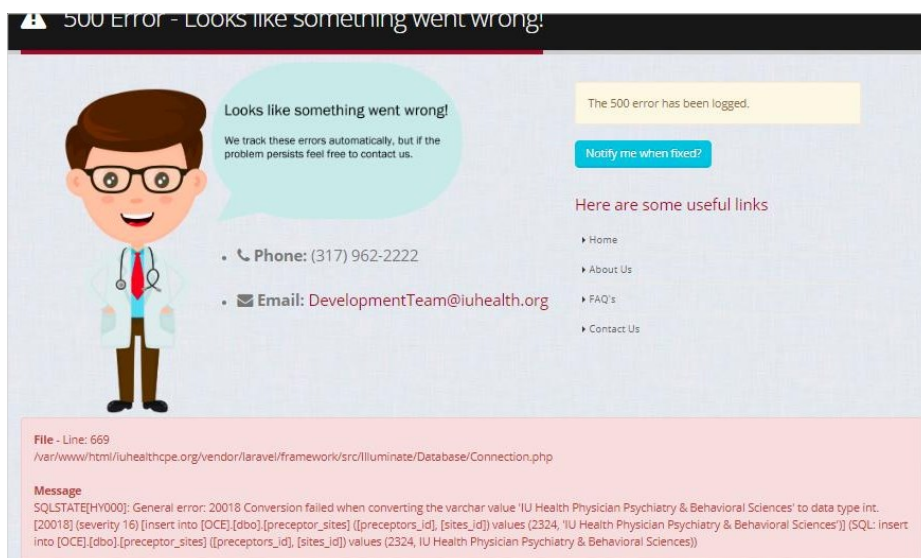 500 Error - Looks like something went wrong!
Looks like something went wrong!
We track these errors automatically, but if the
problem persists feel free to contact us.
Phone: (317) 962-2222
Email: DevelopmentTeam@iuhealth.org
The 500 error has been logged.
Notify me when fixed?
Here are some useful links
Home
About Us
FAQ's
Contact Us
File - Line: 669
/var/www/html/iuhealthcpe.org/vendor/laravel/framework/src/Illuminate/Database/Connection.php
Message
SQLSTATE[HY000]: General error: 20018 Conversion failed when converting the varchar value 'IU Health Physician Psychiatry & Behavioral Sciences' to data type int.
[20018] (severity 16) [insert into [OCE].[dbo].[preceptor_sites] ([preceptors_id], [sites_id]) values (2324, 'IU Health Physician Psychiatry & Behavioral Sciences')] (SQL: insert
into [OCE].[dbo].[preceptor_sites] ([preceptors_id], [sites_id]) values (2324, IU Health Physician Psychiatry & Behavioral Sciences))